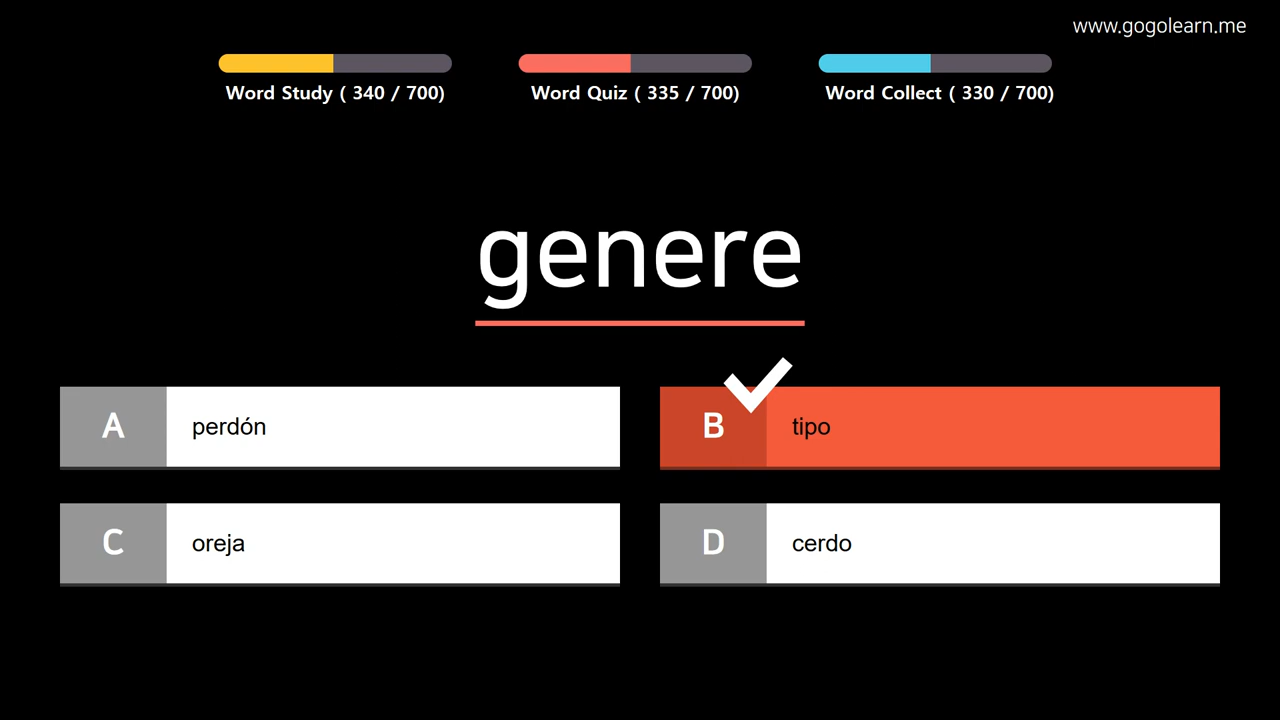 www.gogolearn.me
Word Study ( 340 / 700)
Word Quiz ( 335 / 700)
Word Collect ( 330 / 700)
genere
A perdón
B tipo
C oreja
D cerdo